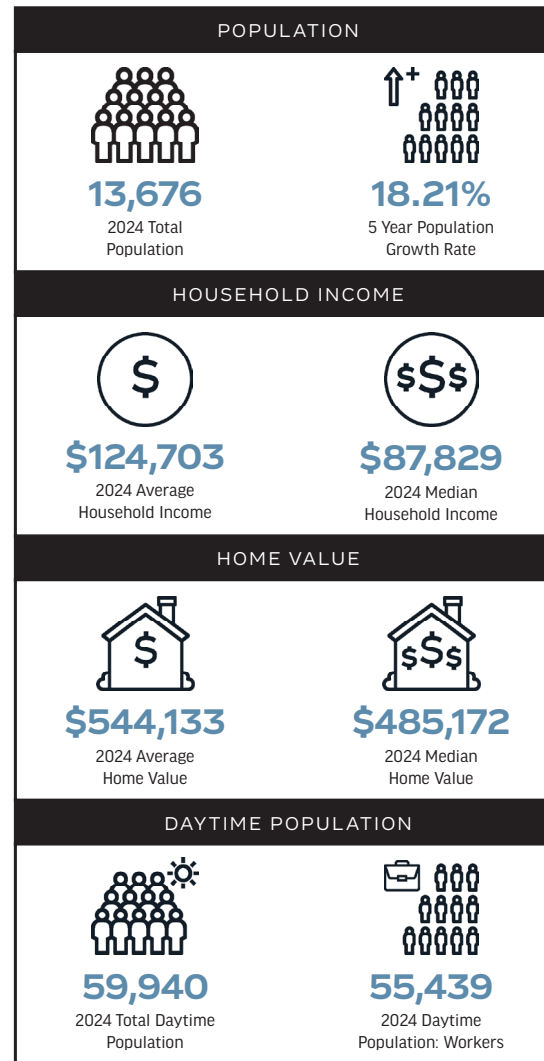 POPULATION
13,676
2024 Total
Population
18.21%
5 Year Population
Growth Rate
HOUSEHOLD INCOME
$
$124,703
2024 Average
Household Income
$$$
$87,829
2024 Median
Household Income
HOME VALUE
$
$544,133
2024 Average
Home Value
$$$
$485,172
2024 Median
Home Value
DAYTIME POPULATION
59,940
2024 Total Daytime
Population
55,439
2024 Daytime
Population: Workers